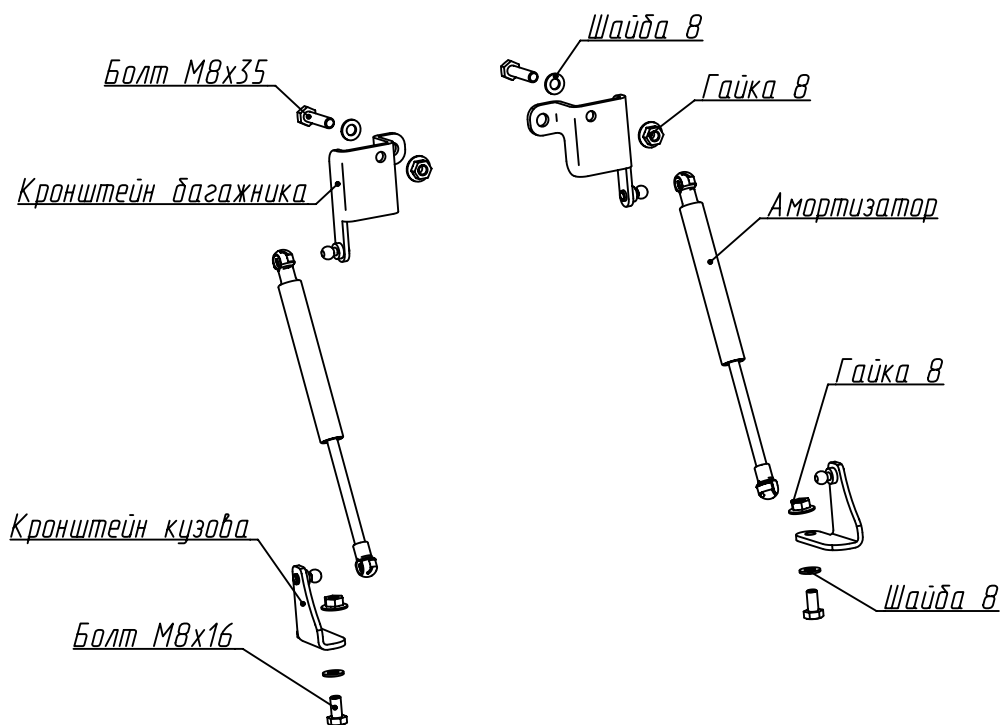 Шайба 8
Болт М8х35
Гайка 8
Кронштейн багажника
Амортизатор
Гайка 8
Кронштейн кузова
Шайба 8
Болт М8х16